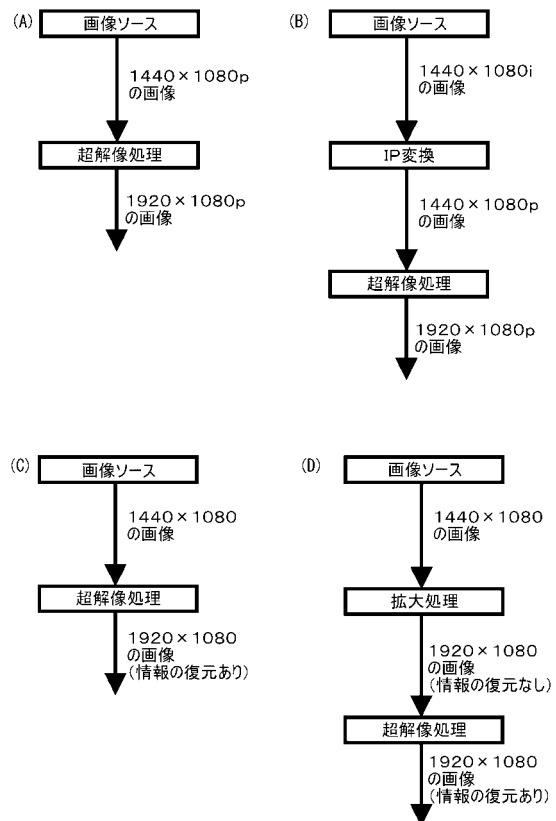 (A)
画像ソース
1440×1080p
の画像
超解像処理
1920×1080p
の画像
(B)
画像ソース
1440×1080i
の画像
IP変換
1440×1080p
の画像
超解像処理
1920×1080p
の画像
(C)
画像ソース
1440×1080
の画像
超解像処理
1920×1080
の画像
(情報の復元あり)
(D)
画像ソース
1440×1080
の画像
拡大処理
1920×1080
の画像
(情報の復元なし)
超解像処理
1920×1080
の画像
(情報の復元あり)